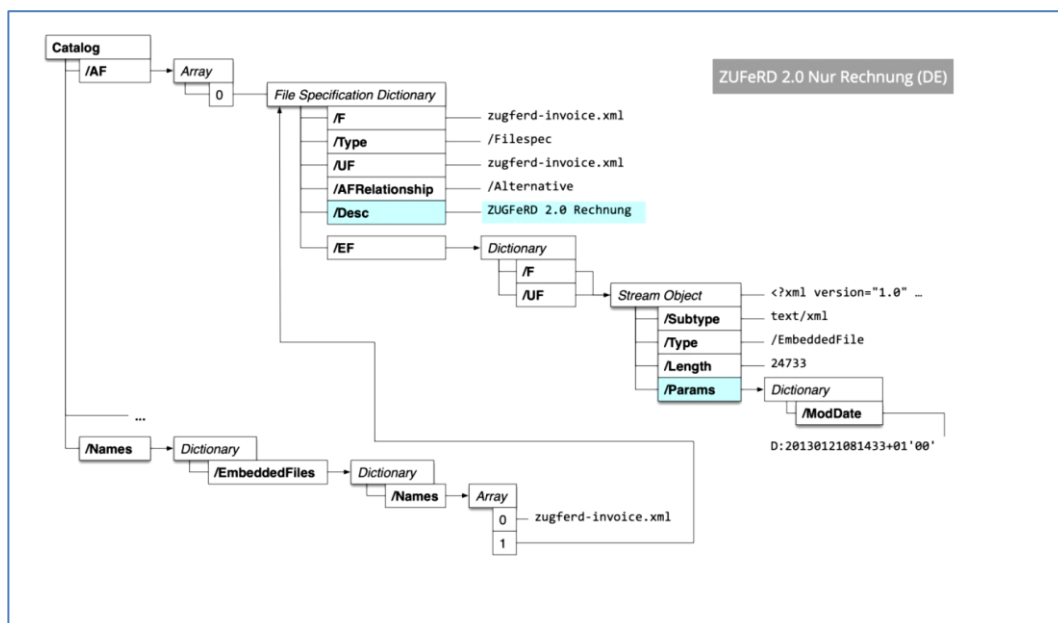 Catalog
/AF
Array
0
ZUFeRD 2.0 Nur Rechnung (DE)
File Specification Dictionary
/F zugferd-invoice.xml
/Type /Filespec
/UF zugferd-invoice.xml
/AFRelationship /Alternative
/Desc ZUGFeRD 2.0 Rechnung
/EF
Dictionary
/F
/UF
Stream Object <?xml version="1.0" …
/Subtype text/xml
/Type /EmbeddedFile
/Length 24733
/Params
Dictionary
/ModDate
D:20130121081433+01'00'
...
/Names
Dictionary
/EmbeddedFiles
Dictionary
/Names
Array
0 zugferd-invoice.xml
1